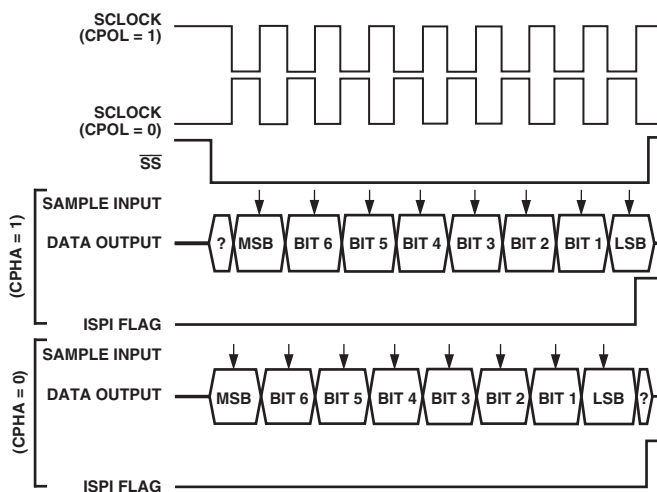 SCLOCK
(CPOL = 1)
SCLOCK
(CPOL = 0)
SS
(CPHA = 1)
SAMPLE INPUT
DATA OUTPUT
? MSB BIT 6 BIT 5 BIT 4 BIT 3 BIT 2 BIT 1 LSB
ISPI FLAG
(CPHA = 0)
SAMPLE INPUT
DATA OUTPUT
MSB BIT 6 BIT 5 BIT 4 BIT 3 BIT 2 BIT 1 LSB ?
ISPI FLAG